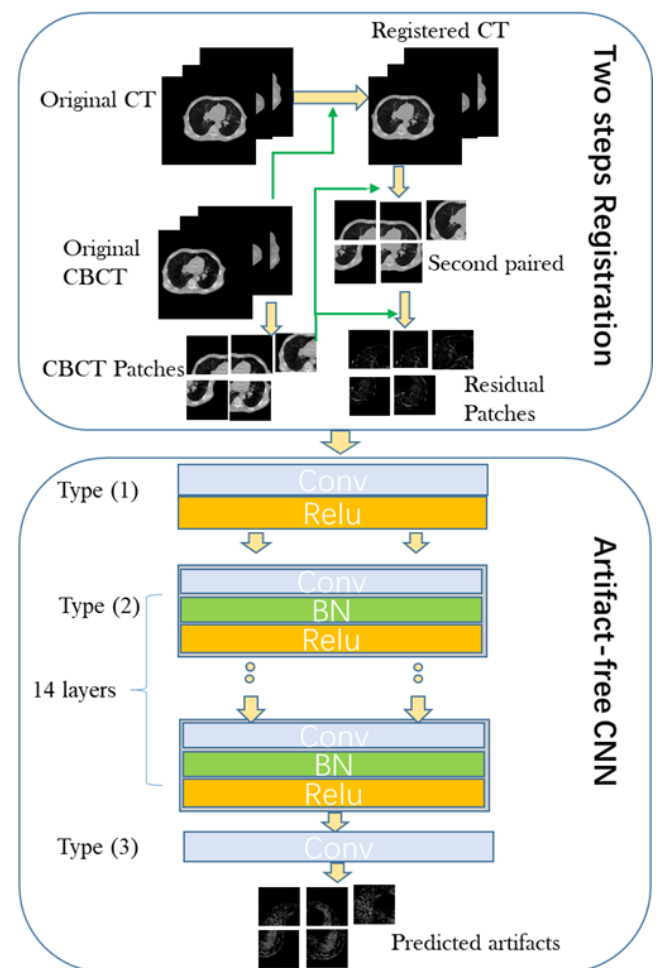 Registered CT
Original CT
Two steps Registration
Original
CBCT
Second paired
CBCT Patches
Residual
Patches
Type (1)
Conv
Relu
Artifact-free CNN
Type (2)
Conv
BN
Relu
14 layers
Conv
BN
Relu
Type (3)
Conv
Predicted artifacts